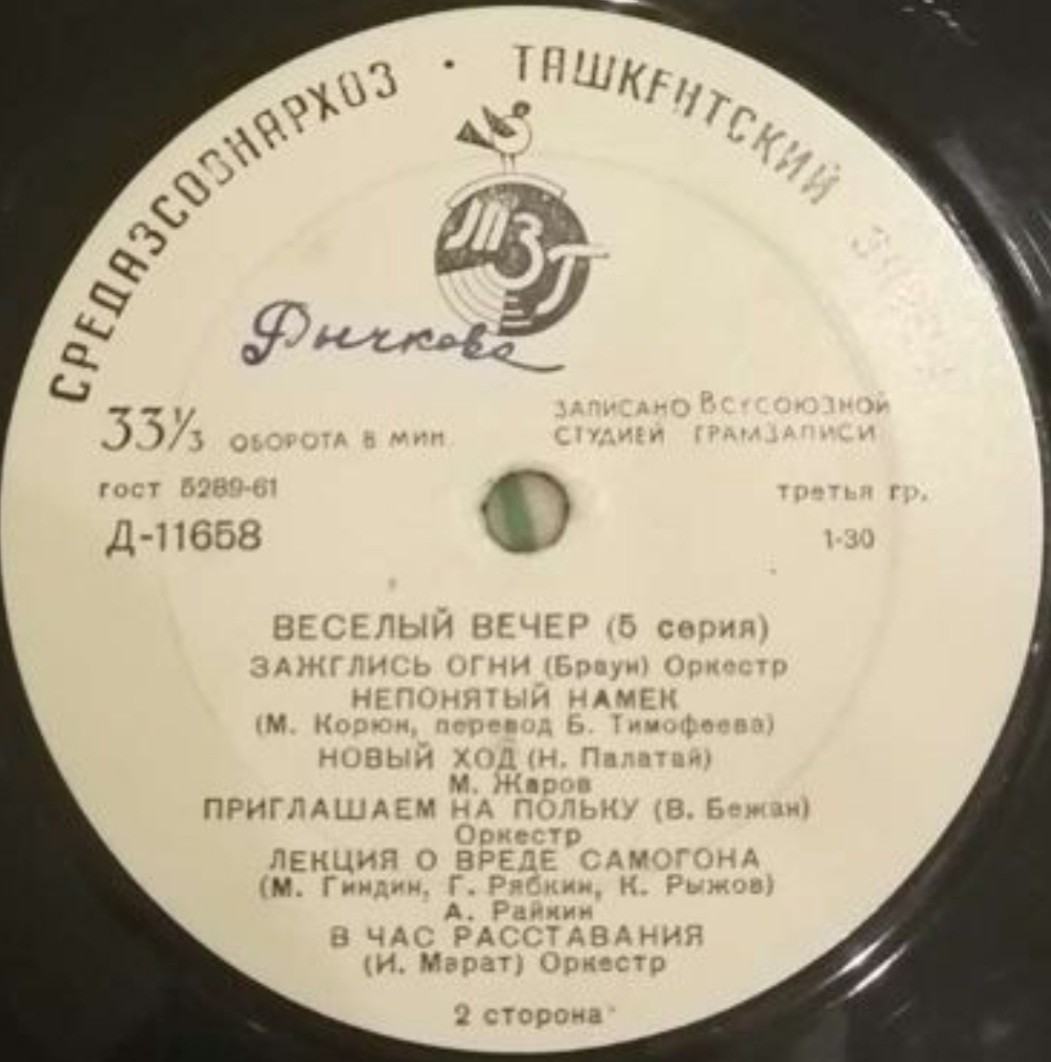 СРЕДАЗСОВНАРХОЗ · ТАШКЕНТСКИЙ
ТЗГ
Рычкова
33⅓ ОБОРОТА В МИН.
ЗАПИСАНО ВСЕСОЮЗНОЙ
СТУДИЕЙ ГРАМЗАПИСИ
гост 5289-61
третья гр.
Д-11658
1-30
ВЕСЕЛЫЙ ВЕЧЕР (5 серия)
ЗАЖГЛИСЬ ОГНИ (Браун) Оркестр
НЕПОНЯТЫЙ НАМЕК
(М. Корюн, перевод Б. Тимофеева)
НОВЫЙ ХОД (Н. Палатай)
М. Жаров
ПРИГЛАШАЕМ НА ПОЛЬКУ (В. Бежан)
Оркестр
ЛЕКЦИЯ О ВРЕДЕ САМОГОНА
(М. Гиндин, Г. Рябкин, К. Рыжов)
А. Райкин
В ЧАС РАССТАВАНИЯ
(И. Марат) Оркестр
2 сторона